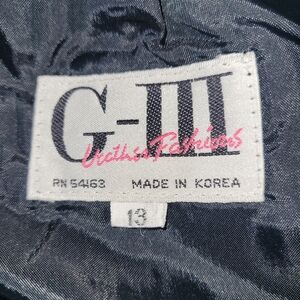 G-III
Leather Fashions
RN 54163 MADE IN KOREA
13